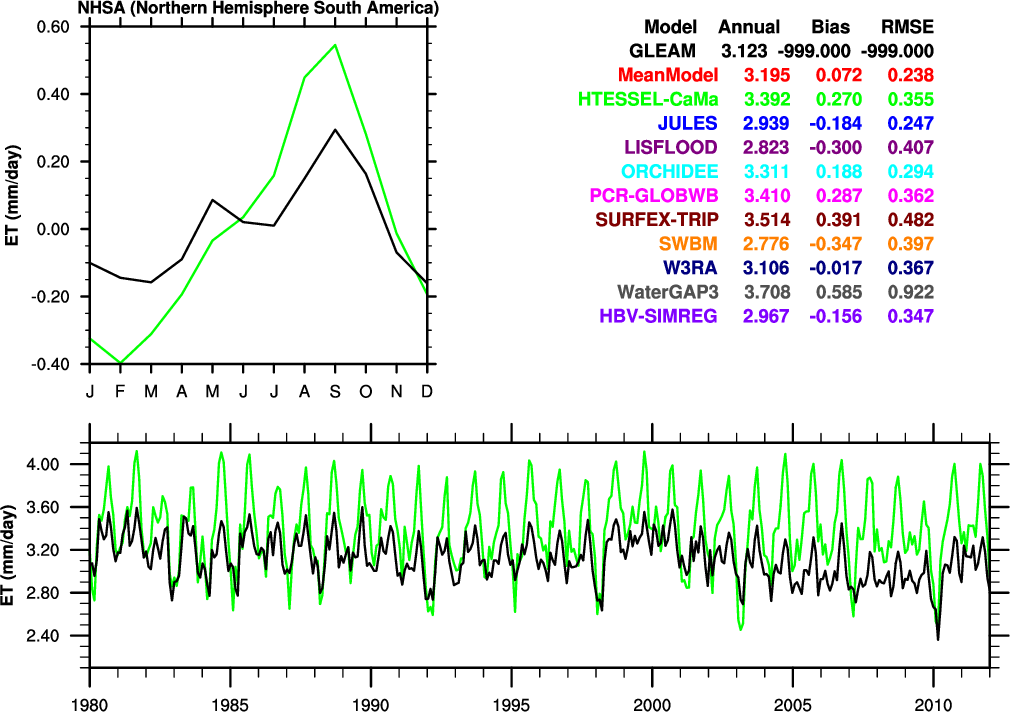 NHSA (Northern Hemisphere South America)
0.60
0.40
0.20
0.00
-0.20
-0.40
ET (mm/day)
J F M A M J J A S O N D
Model Annual Bias RMSE
GLEAM 3.123 -999.000 -999.000
MeanModel 3.195 0.072 0.238
HTESSEL-CaMa 3.392 0.270 0.355
JULES 2.939 -0.184 0.247
LISFLOOD 2.823 -0.300 0.407
ORCHIDEE 3.311 0.188 0.294
PCR-GLOBWB 3.410 0.287 0.362
SURFEX-TRIP 3.514 0.391 0.482
SWBM 2.776 -0.347 0.397
W3RA 3.106 -0.017 0.367
WaterGAP3 3.708 0.585 0.922
HBV-SIMREG 2.967 -0.156 0.347
4.00
3.60
3.20
2.80
2.40
ET (mm/day)
1980 1985 1990 1995 2000 2005 2010